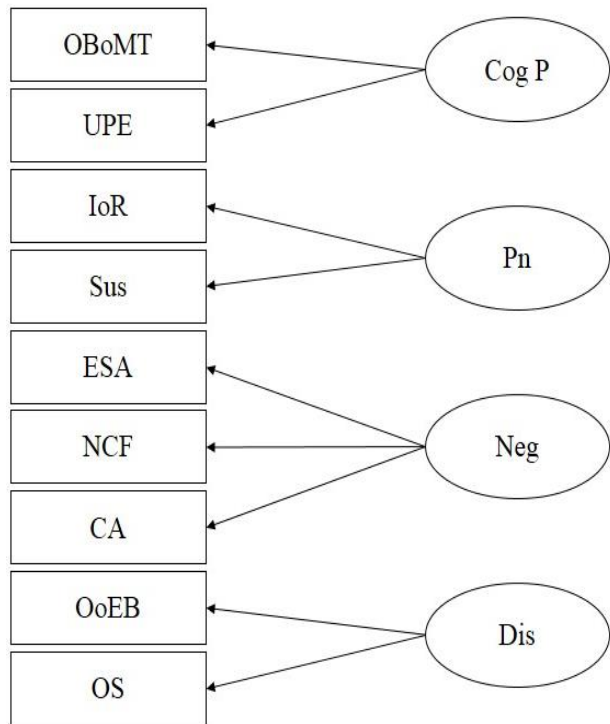 OBoMT
Cog P
UPE
IoR
Pn
Sus
ESA
NCF
Neg
CA
OoEB
Dis
OS